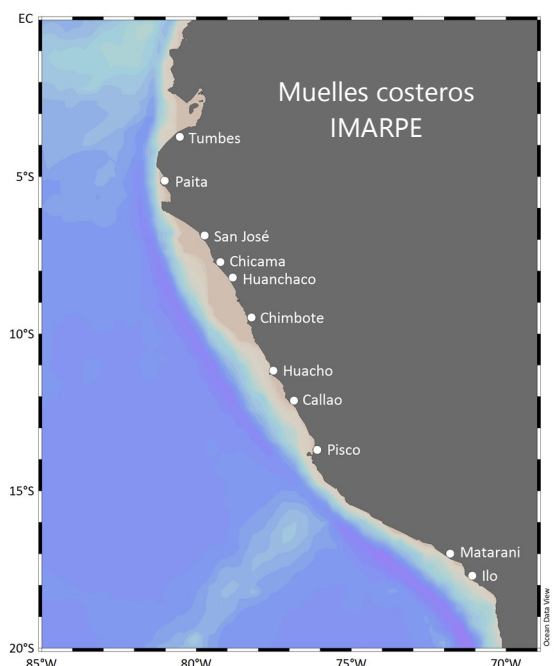 EC
Muelles costeros
IMARPE
Tumbes
5°S
Paita
San José
Chicama
Huanchaco
Chimbote
10°S
Huacho
Callao
Pisco
15°S
Matarani
Ilo
20°S
85°W
80°W
75°W
70°W
Ocean Data View